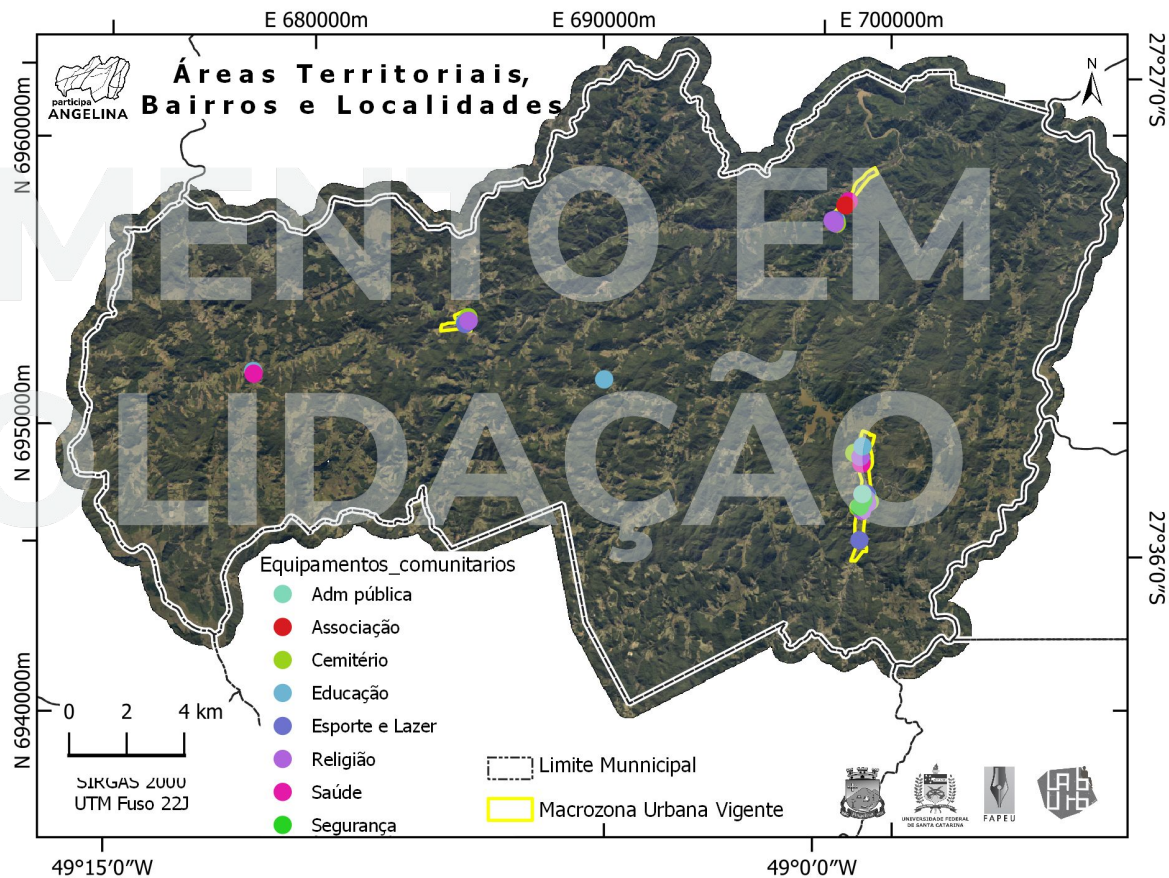 E 680000m
E 690000m
E 700000m
participa
ANGELINA
Áreas Territoriais,
Bairros e Localidades
N
27°27'0"S
N 6960000m
MENTO EM
OLIDAÇÃO
N 6950000m
27°36'0"S
N 6940000m
Equipamentos_comunitarios
Adm pública
Associação
Cemitério
Educação
Esporte e Lazer
Religião
Saúde
Segurança
0 2 4 km
SIRGAS 2000
UTM Fuso 22J
Limite Munnicipal
Macrozona Urbana Vigente
UNIVERSIDADE FEDERAL
DE SANTA CATARINA
FAPEU
LAB
Urb
49°15'0"W
49°0'0"W